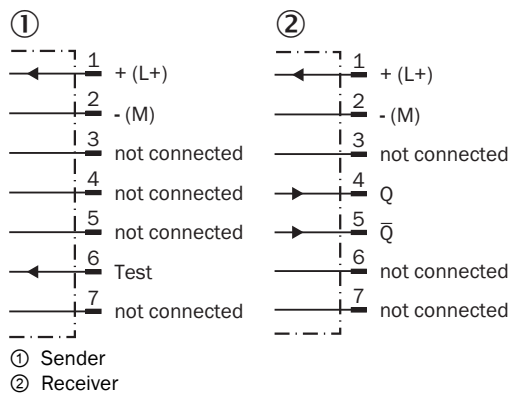 ①
1 + (L+)
2 - (M)
3 not connected
4 not connected
5 not connected
6 Test
7 not connected
②
1 + (L+)
2 - (M)
3 not connected
4 Q
5 Q̅
6 not connected
7 not connected
① Sender
② Receiver